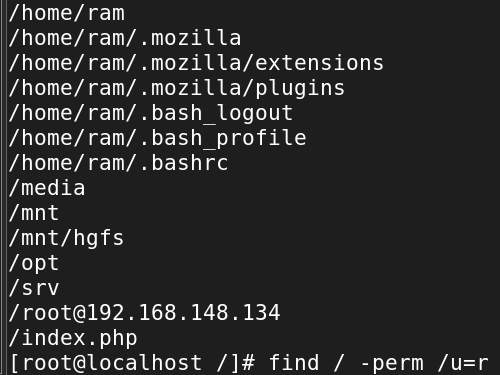 /home/ram
/home/ram/.mozilla
/home/ram/.mozilla/extensions
/home/ram/.mozilla/plugins
/home/ram/.bash_logout
/home/ram/.bash_profile
/home/ram/.bashrc
/media
/mnt
/mnt/hgfs
/opt
/srv
/root@192.168.148.134
/index.php
[root@localhost /]# find / -perm /u=r